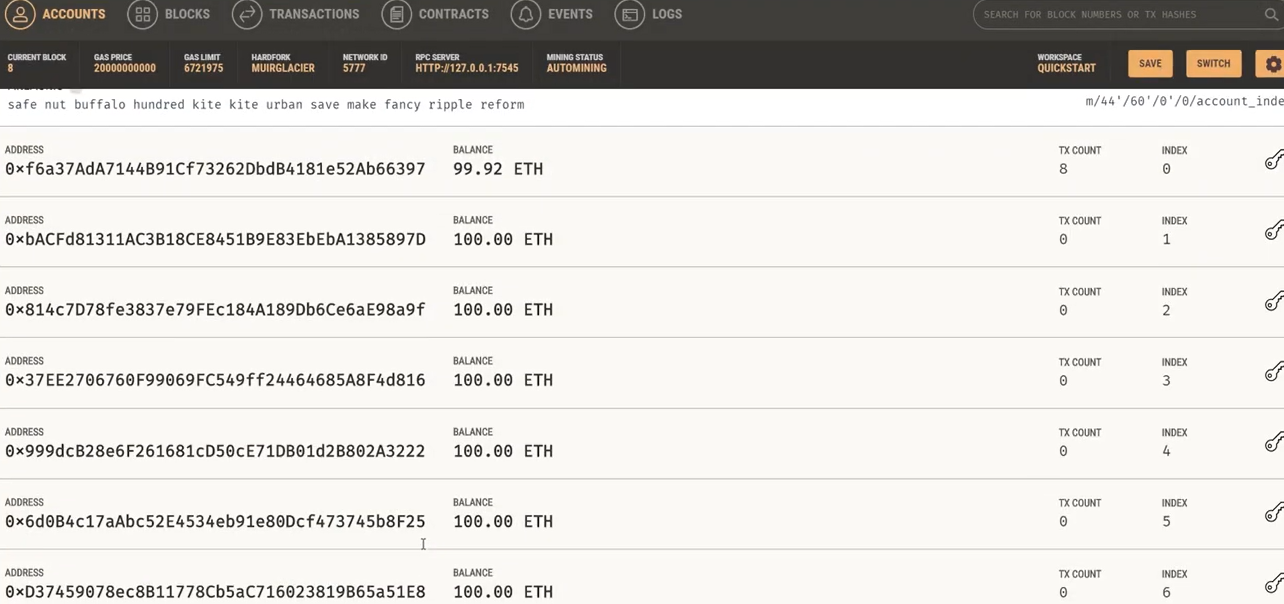 ACCOUNTS BLOCKS TRANSACTIONS CONTRACTS EVENTS LOGS SEARCH FOR BLOCK NUMBERS OR TX HASHES
CURRENT BLOCK GAS PRICE GAS LIMIT HARDFORK NETWORK ID RPC SERVER MINING STATUS WORKSPACE
8 20000000000 6721975 MUIRGLACIER 5777 HTTP://127.0.0.1:7545 AUTOMINING QUICKSTART SAVE SWITCH
safe nut buffalo hundred kite kite urban save make fancy ripple reform m/44'/60'/0'/0/account_inde
ADDRESS BALANCE TX COUNT INDEX
0×f6a37AdA7144B91Cf73262DbdB4181e52Ab66397 99.92 ETH 8 0
ADDRESS BALANCE TX COUNT INDEX
0×bACFd81311AC3B18CE8451B9E83EbEbA1385897D 100.00 ETH 0 1
ADDRESS BALANCE TX COUNT INDEX
0×814c7D78fe3837e79FEc184A189Db6Ce6aE98a9f 100.00 ETH 0 2
ADDRESS BALANCE TX COUNT INDEX
0×37EE2706760F99069FC549ff24464685A8F4d816 100.00 ETH 0 3
ADDRESS BALANCE TX COUNT INDEX
0×999dcB28e6F261681cD50cE71DB01d2B802A3222 100.00 ETH 0 4
ADDRESS BALANCE TX COUNT INDEX
0×6d0B4c17aAbc52E4534eb91e80Dcf473745b8F25 100.00 ETH 0 5
ADDRESS BALANCE TX COUNT INDEX
0×D37459078ec8B11778Cb5aC716023819B65a51E8 100.00 ETH 0 6